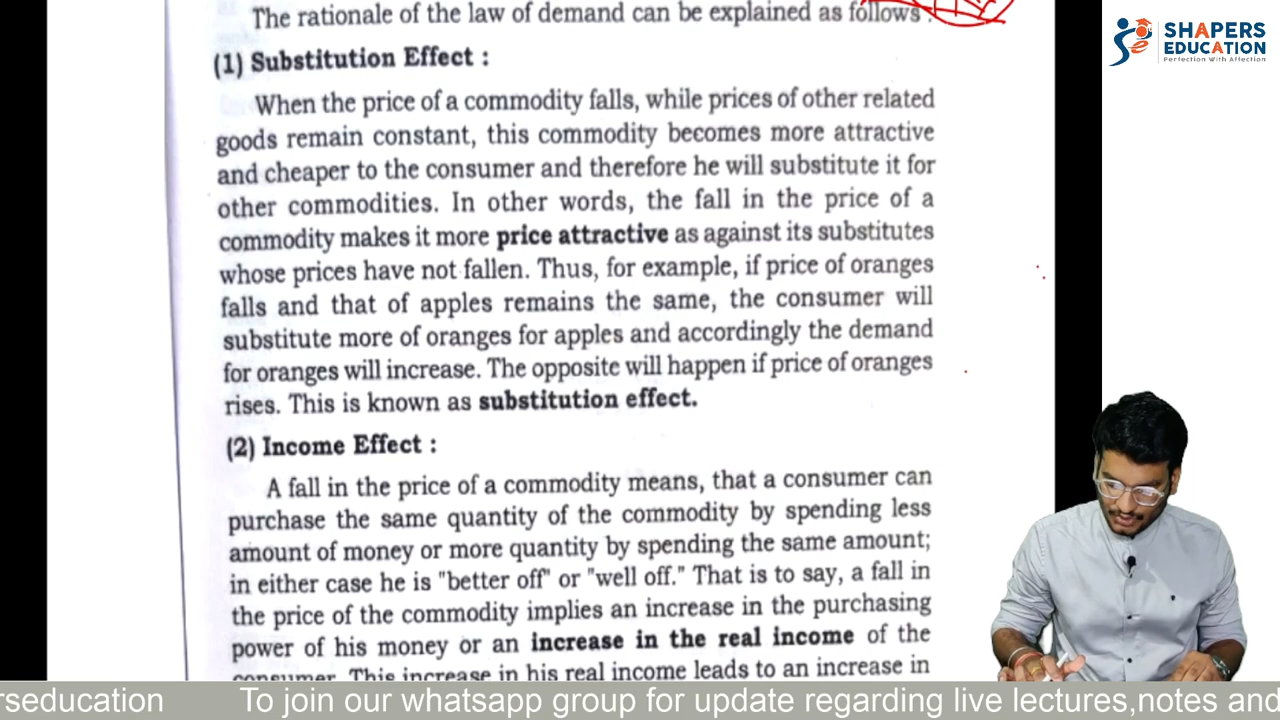 The rationale of the law of demand can be explained as follows :
SHAPERS
EDUCATION
Perfection With Affection
(1) Substitution Effect :
When the price of a commodity falls, while prices of other related
goods remain constant, this commodity becomes more attractive
and cheaper to the consumer and therefore he will substitute it for
other commodities. In other words, the fall in the price of a
commodity makes it more price attractive as against its substitutes
whose prices have not fallen. Thus, for example, if price of oranges
falls and that of apples remains the same, the consumer will
substitute more of oranges for apples and accordingly the demand
for oranges will increase. The opposite will happen if price of oranges
rises. This is known as substitution effect.
(2) Income Effect :
A fall in the price of a commodity means, that a consumer can
purchase the same quantity of the commodity by spending less
amount of money or more quantity by spending the same amount;
in either case he is "better off" or "well off." That is to say, a fall in
the price of the commodity implies an increase in the purchasing
power of his money or an increase in the real income of the
consumer. This increase in his real income leads to an increase in
rseducation To join our whatsapp group for update regarding live lectures,notes and